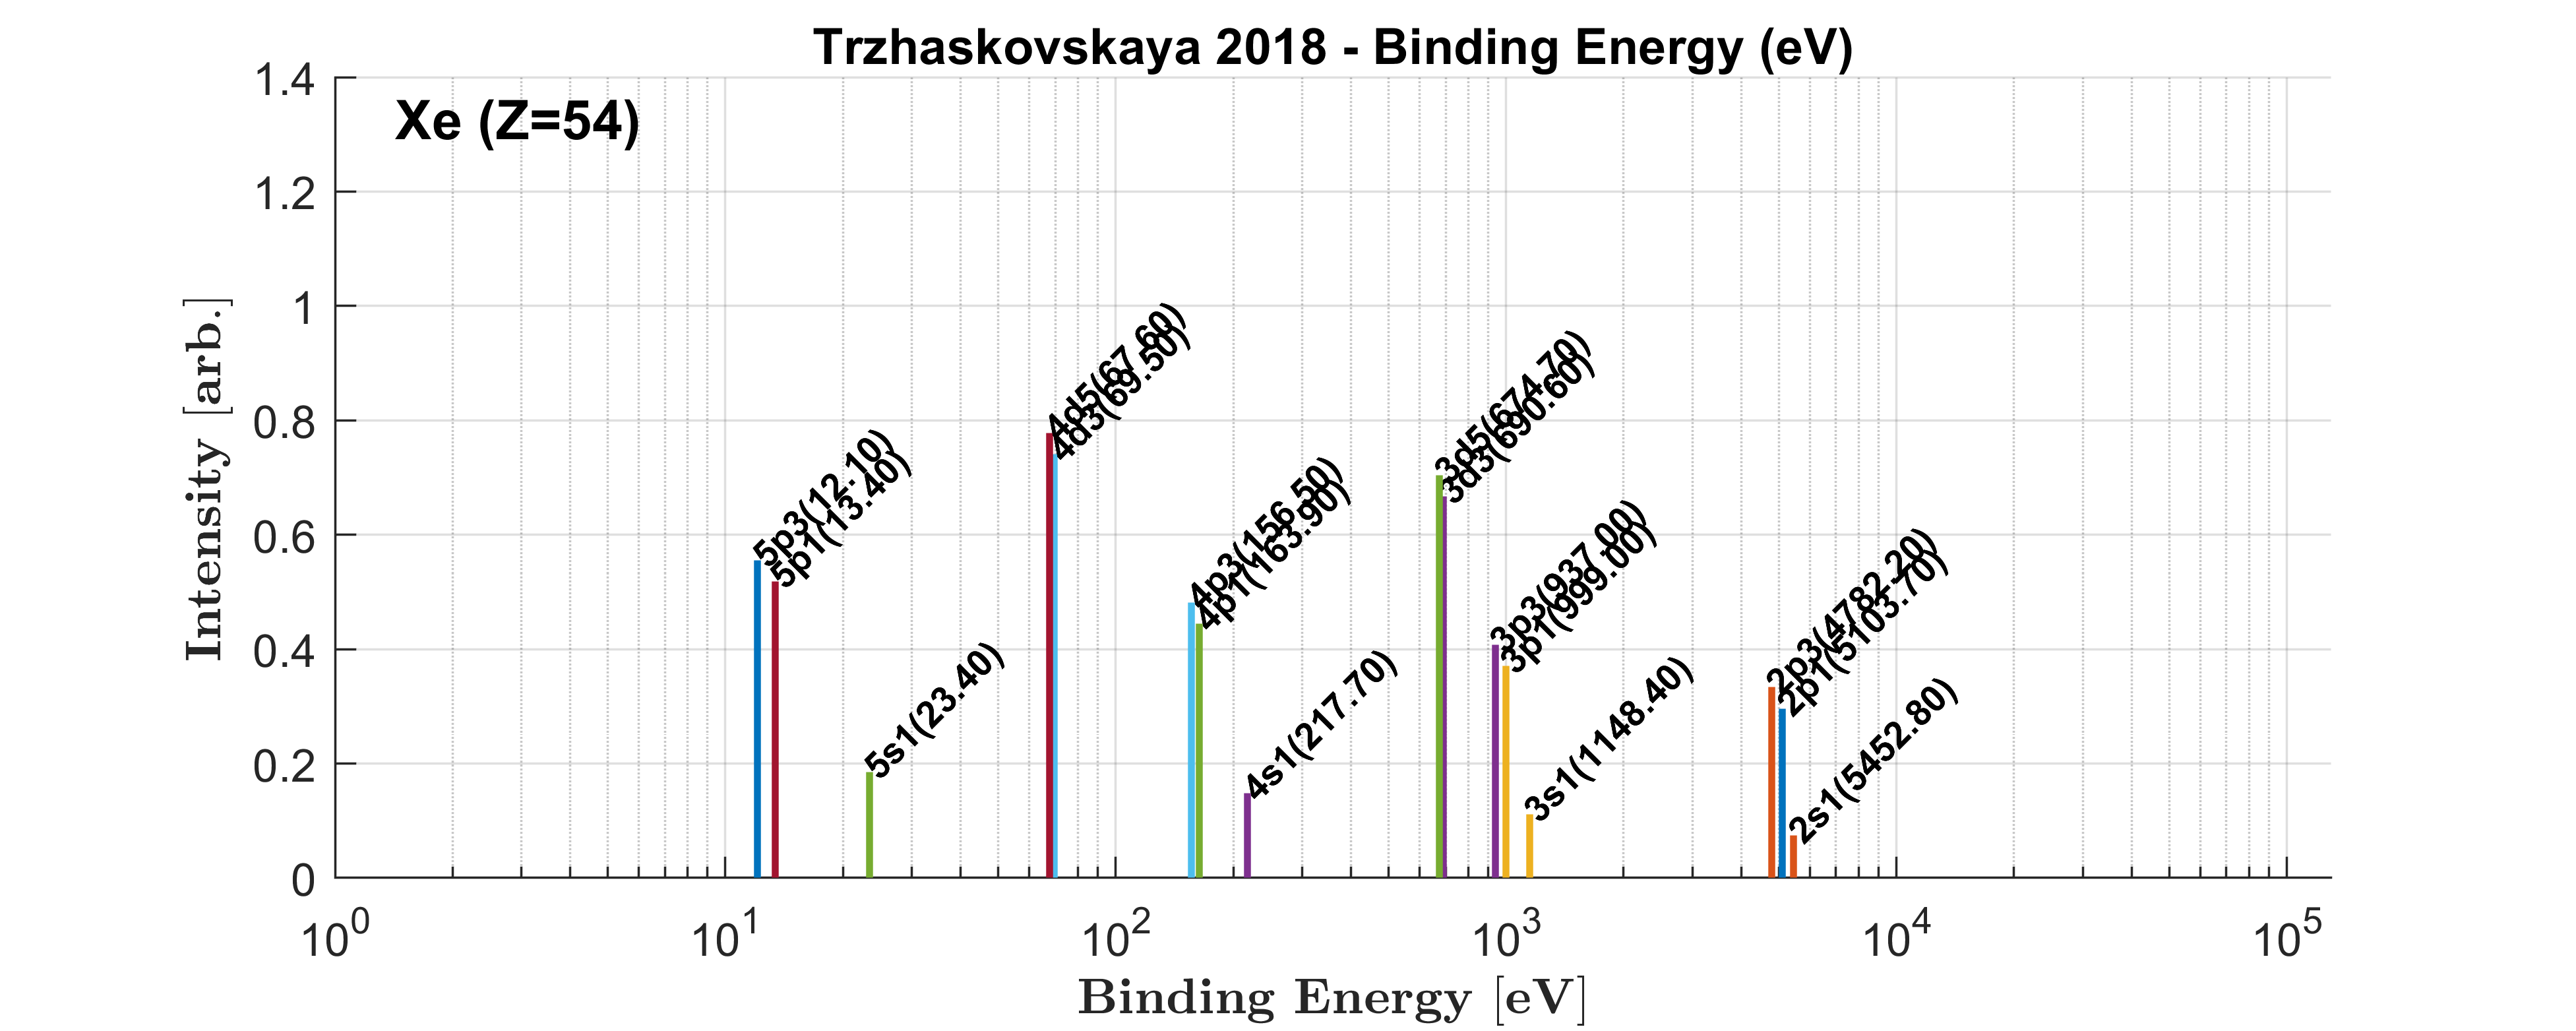 Trzhaskovskaya 2018 - Binding Energy (eV)
Xe (Z=54)
Intensity [arb.]
1.4
1.2
1
0.8
0.6
0.4
0.2
0
5p3(12.10)
5p1(13.40)
5s1(23.40)
4d5(67.60)
4d3(69.50)
4p3(156.50)
4p1(163.90)
4s1(217.70)
3d5(674.70)
3d3(690.60)
3p3(937.00)
3p1(999.00)
3s1(1148.40)
2p3(4782.20)
2p1(5103.70)
2s1(5452.80)
10^0 10^1 10^2 10^3 10^4 10^5
Binding Energy [eV]